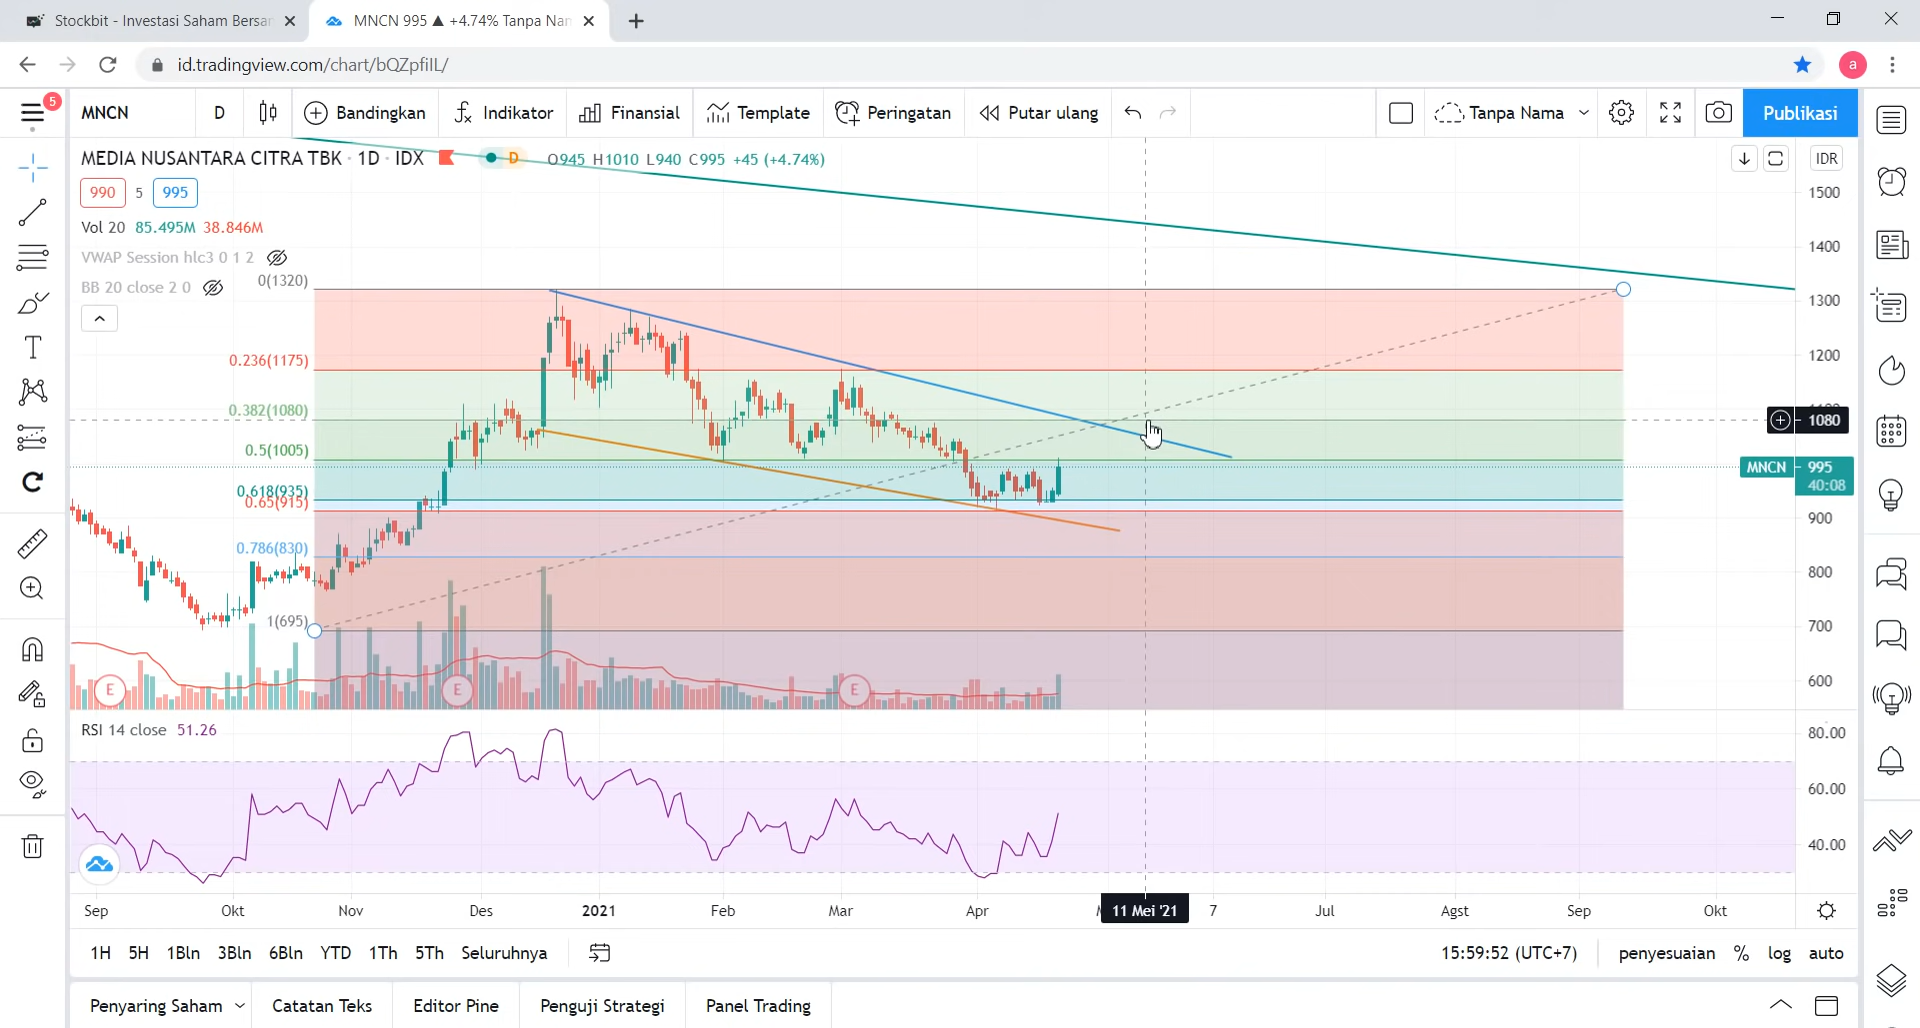 Stockbit - Investasi Saham Bersar
MNCN 995 ▲ +4.74% Tanpa Nan
id.tradingview.com/chart/bQZpfiIL/
a
5
MNCN
D
Bandingkan
Indikator
Finansial
Template
Peringatan
Putar ulang
Tanpa Nama
Publikasi
MEDIA NUSANTARA CITRA TBK · 1D · IDX
D
O945 H1010 L940 C995 +45 (+4.74%)
IDR
990 5 995
Vol 20 85.495M 38.846M
VWAP Session hlc3 0 1 2
BB 20 close 2 0
0(1320)
0.236(1175)
0.382(1080)
0.5(1005)
0.618(935)
0.65(915)
0.786(830)
1(695)
1500
1400
1300
1200
1080
MNCN 995
40:08
900
800
700
600
E
E
E
RSI 14 close 51.26
80.00
60.00
40.00
Sep Okt Nov Des 2021 Feb Mar Apr 11 Mei '21 7 Jul Agst Sep Okt
1H 5H 1Bln 3Bln 6Bln YTD 1Th 5Th Seluruhnya
15:59:52 (UTC+7) penyesuaian % log auto
Penyaring Saham Catatan Teks Editor Pine Penguji Strategi Panel Trading